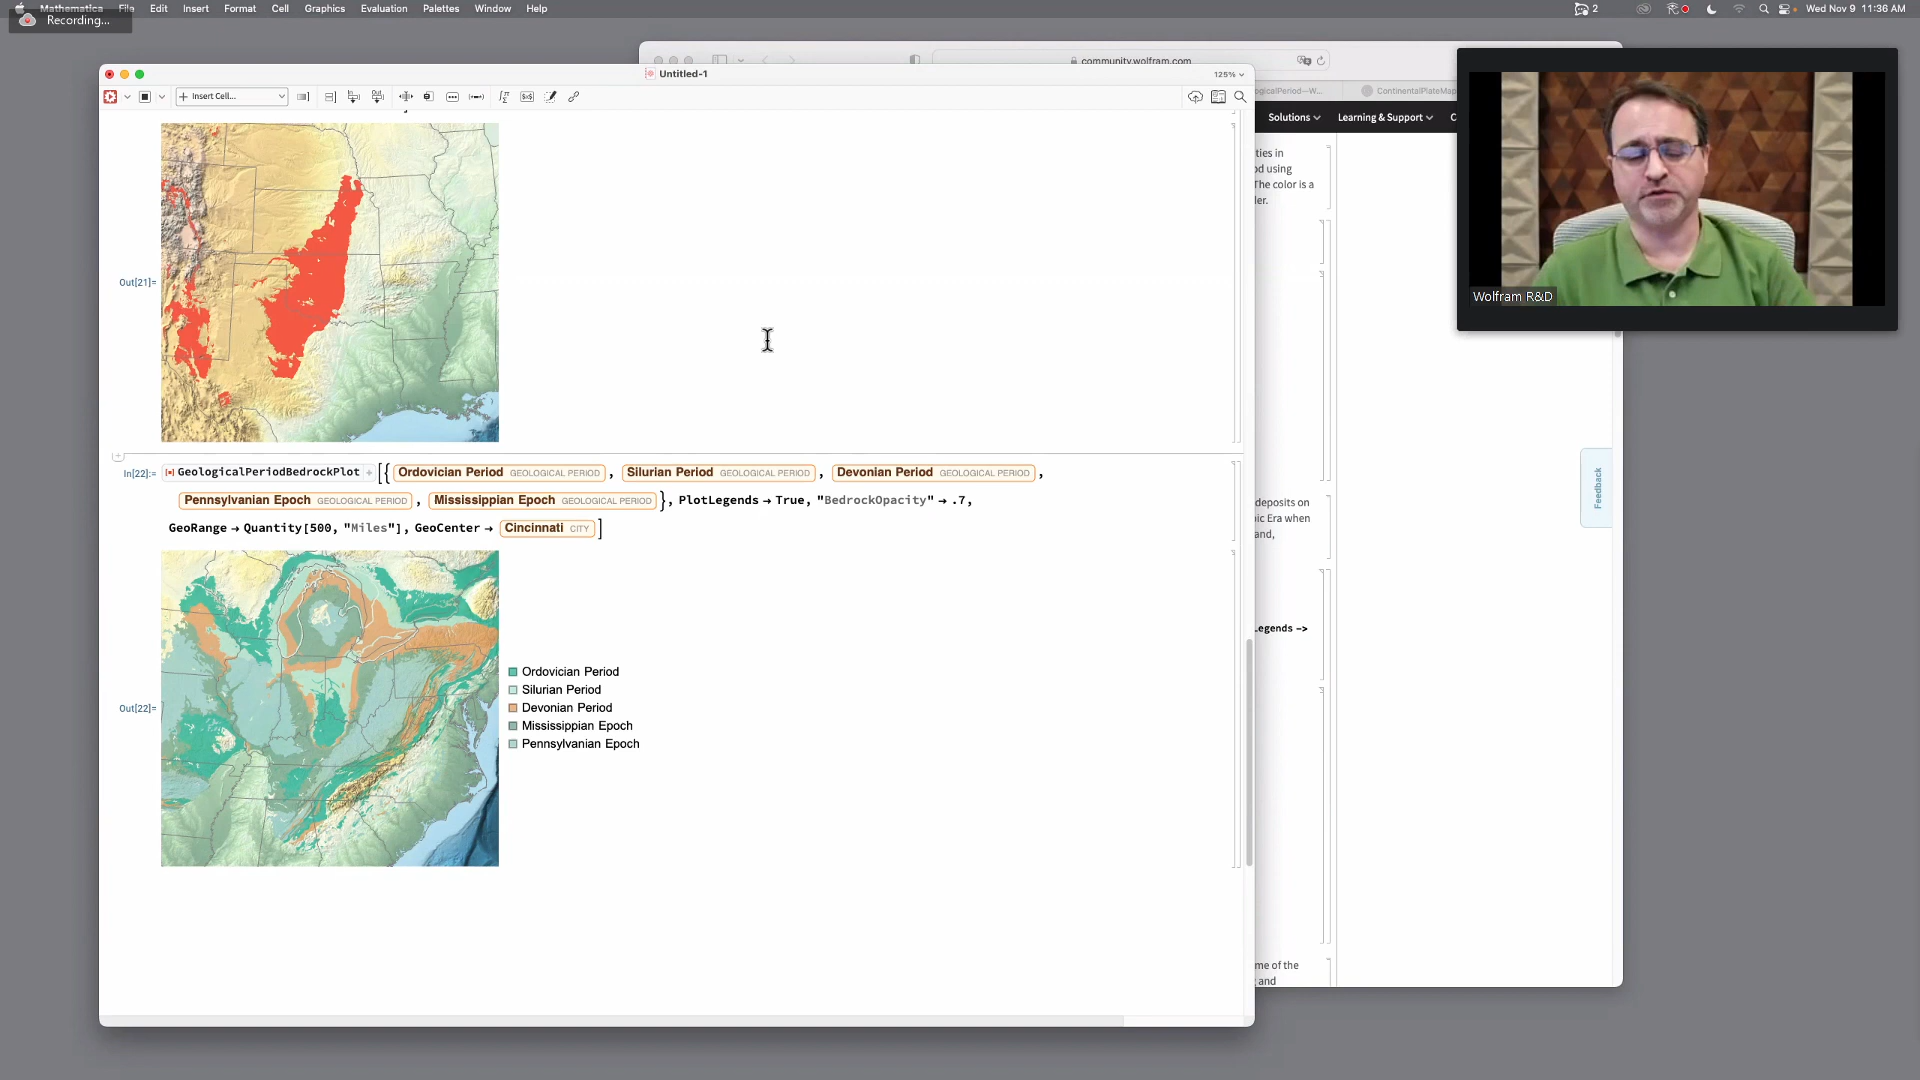 Mathematica File Edit Insert Format Cell Graphics Evaluation Palettes Window Help
2 Wed Nov 9 11:36 AM
Recording...
community.wolfram.com
Untitled-1
125%
Insert Cell...
ContinentalPlateMap
Solutions Learning & Support
ties in
od using
The color is a
ler.
Wolfram R&D
Out[21]=
In[22]:= GeologicalPeriodBedrockPlot + [{ Ordovician Period GEOLOGICAL PERIOD , Silurian Period GEOLOGICAL PERIOD , Devonian Period GEOLOGICAL PERIOD ,
Pennsylvanian Epoch GEOLOGICAL PERIOD , Mississippian Epoch GEOLOGICAL PERIOD }, PlotLegends → True, "BedrockOpacity" → .7,
GeoRange → Quantity[500, "Miles"], GeoCenter → Cincinnati CITY ]
Feedback
deposits on
ic Era when
and,
Legends ->
Out[22]=
Ordovician Period
Silurian Period
Devonian Period
Mississippian Epoch
Pennsylvanian Epoch
me of the
and